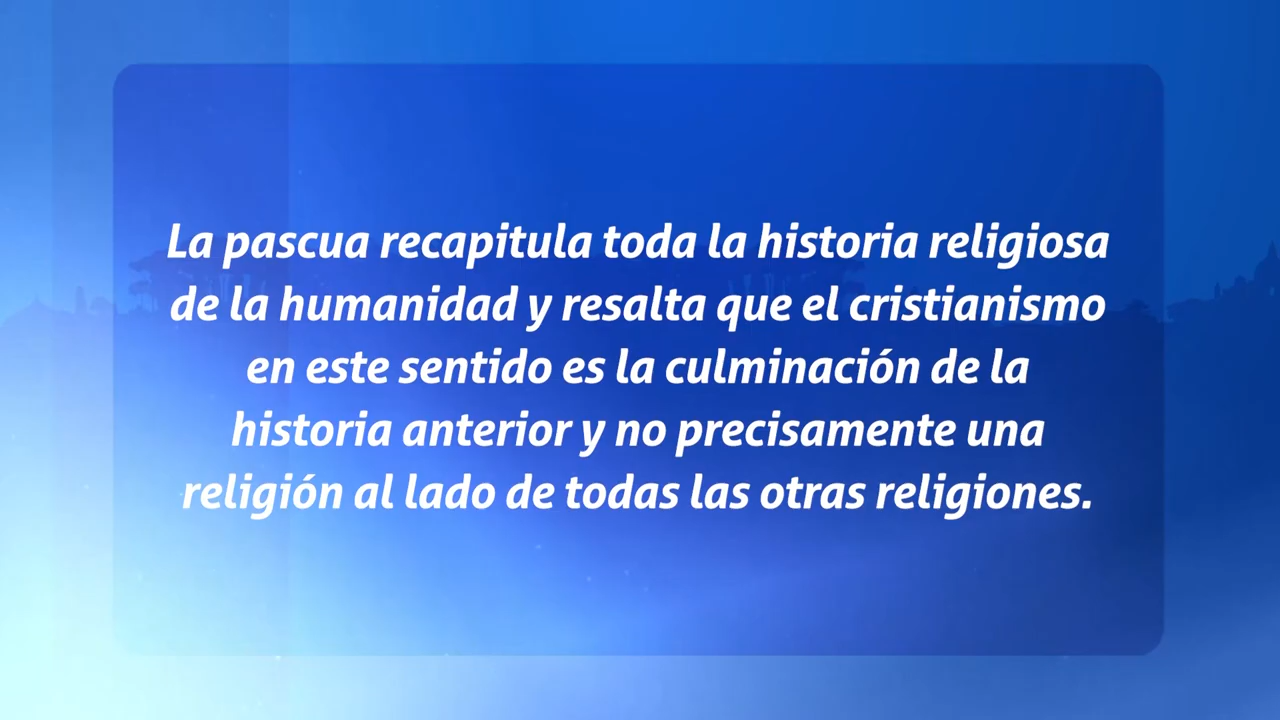 La pascua recapitula toda la historia religiosa
de la humanidad y resalta que el cristianismo
en este sentido es la culminación de la
historia anterior y no precisamente una
religión al lado de todas las otras religiones.